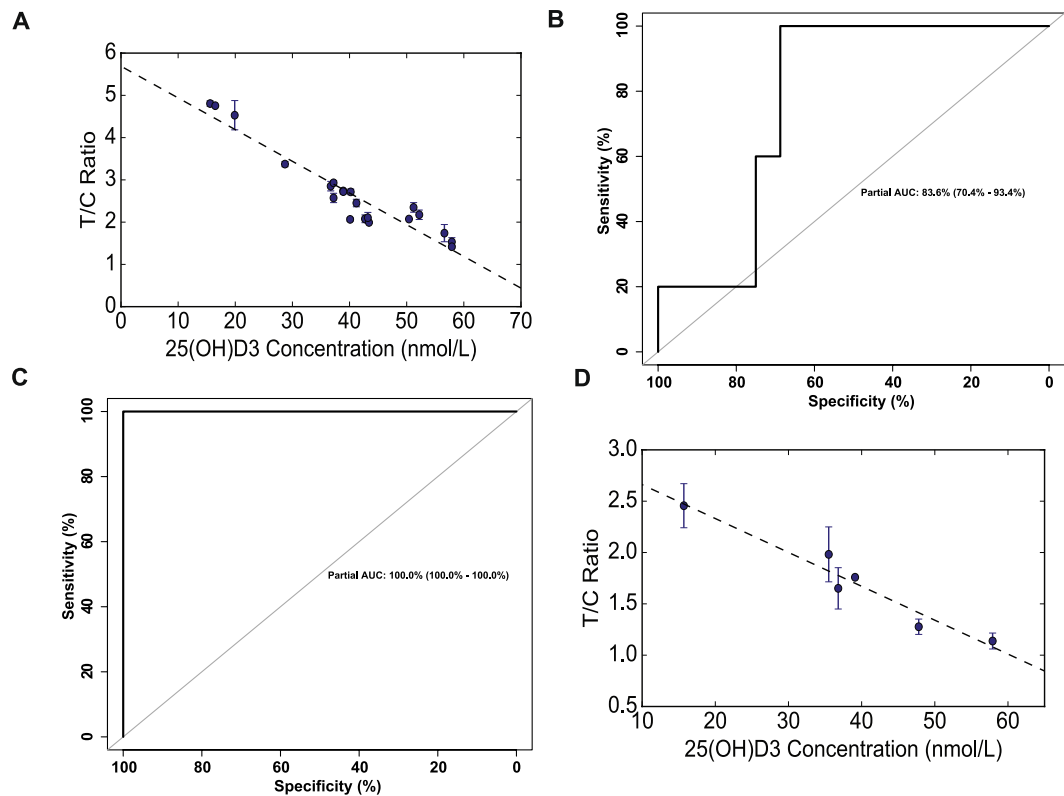 A
6
5
4
3
2
1
0
T/C Ratio
0 10 20 30 40 50 60 70
25(OH)D3 Concentration (nmol/L)
B
100
80
60
40
20
0
Sensitivity (%)
Partial AUC: 83.6% (70.4% - 93.4%)
100 80 60 40 20 0
Specificity (%)
C
100
80
60
40
20
0
Sensitivity (%)
Partial AUC: 100.0% (100.0% - 100.0%)
100 80 60 40 20 0
Specificity (%)
D
3.0
2.5
2.0
1.5
1.0
0.5
T/C Ratio
10 20 30 40 50 60
25(OH)D3 Concentration (nmol/L)